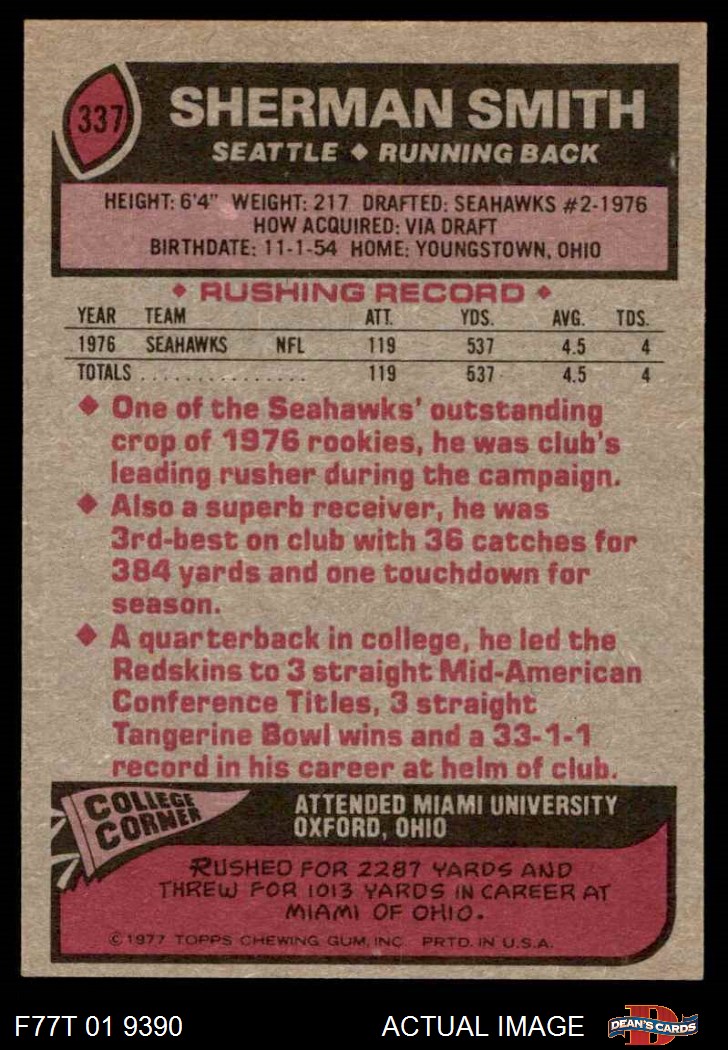 337
SHERMAN SMITH
SEATTLE ◆ RUNNING BACK
HEIGHT: 6'4" WEIGHT: 217 DRAFTED: SEAHAWKS #2-1976
HOW ACQUIRED: VIA DRAFT
BIRTHDATE: 11-1-54 HOME: YOUNGSTOWN, OHIO
◆ RUSHING RECORD ◆
YEAR TEAM ATT. YDS. AVG. TDS.
1976 SEAHAWKS NFL 119 537 4.5 4
TOTALS . . . . . . . . . . . . . . . 119 537 4.5 4
◆ One of the Seahawks' outstanding
crop of 1976 rookies, he was club's
leading rusher during the campaign.
◆ Also a superb receiver, he was
3rd-best on club with 36 catches for
384 yards and one touchdown for
season.
◆ A quarterback in college, he led the
Redskins to 3 straight Mid-American
Conference Titles, 3 straight
Tangerine Bowl wins and a 33-1-1
record in his career at helm of club.
COLLEGE
CORNER
ATTENDED MIAMI UNIVERSITY
OXFORD, OHIO
RUSHED FOR 2287 YARDS AND
THREW FOR 1013 YARDS IN CAREER AT
MIAMI OF OHIO.
©1977 TOPPS CHEWING GUM, INC. PRTD. IN U.S.A.
F77T 01 9390 ACTUAL IMAGE D DEAN'S CARDS